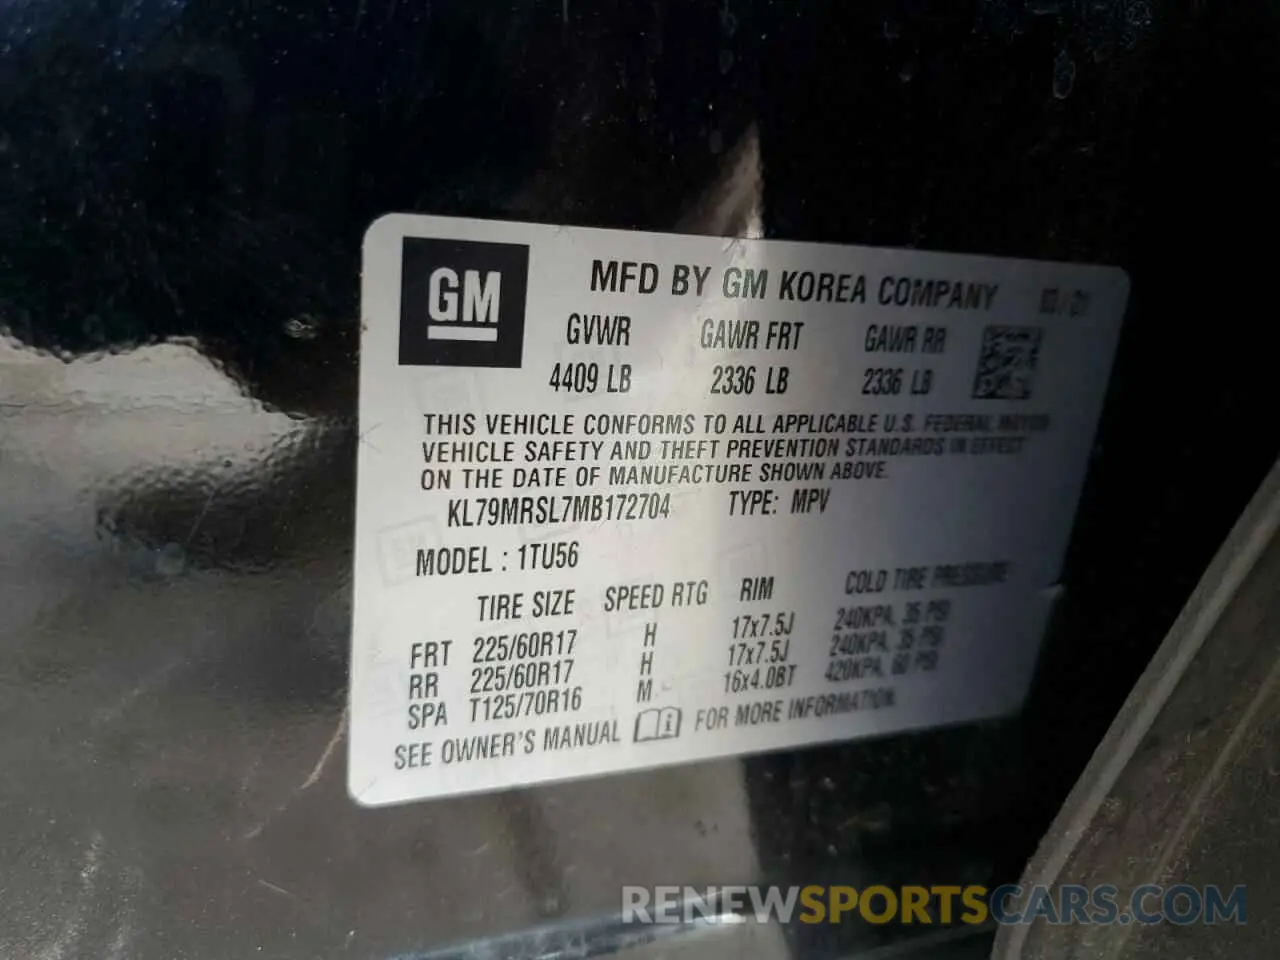 GM
MFD BY GM KOREA COMPANY 03/21
GVWR GAWR FRT GAWR RR
4409 LB 2336 LB 2336 LB
THIS VEHICLE CONFORMS TO ALL APPLICABLE U.S. FEDERAL MOTOR
VEHICLE SAFETY AND THEFT PREVENTION STANDARDS IN EFFECT
ON THE DATE OF MANUFACTURE SHOWN ABOVE.
KL79MRSL7MB172704 TYPE: MPV
MODEL : 1TU56
TIRE SIZE SPEED RTG RIM COLD TIRE PRESSURE
FRT 225/60R17 H 17x7.5J 240KPA, 35 PSI
RR 225/60R17 H 17x7.5J 240KPA, 35 PSI
SPA T125/70R16 M 16x4.0BT 420KPA, 60 PSI
SEE OWNER'S MANUAL i FOR MORE INFORMATION.
RENEWSPORTSCARS.COM